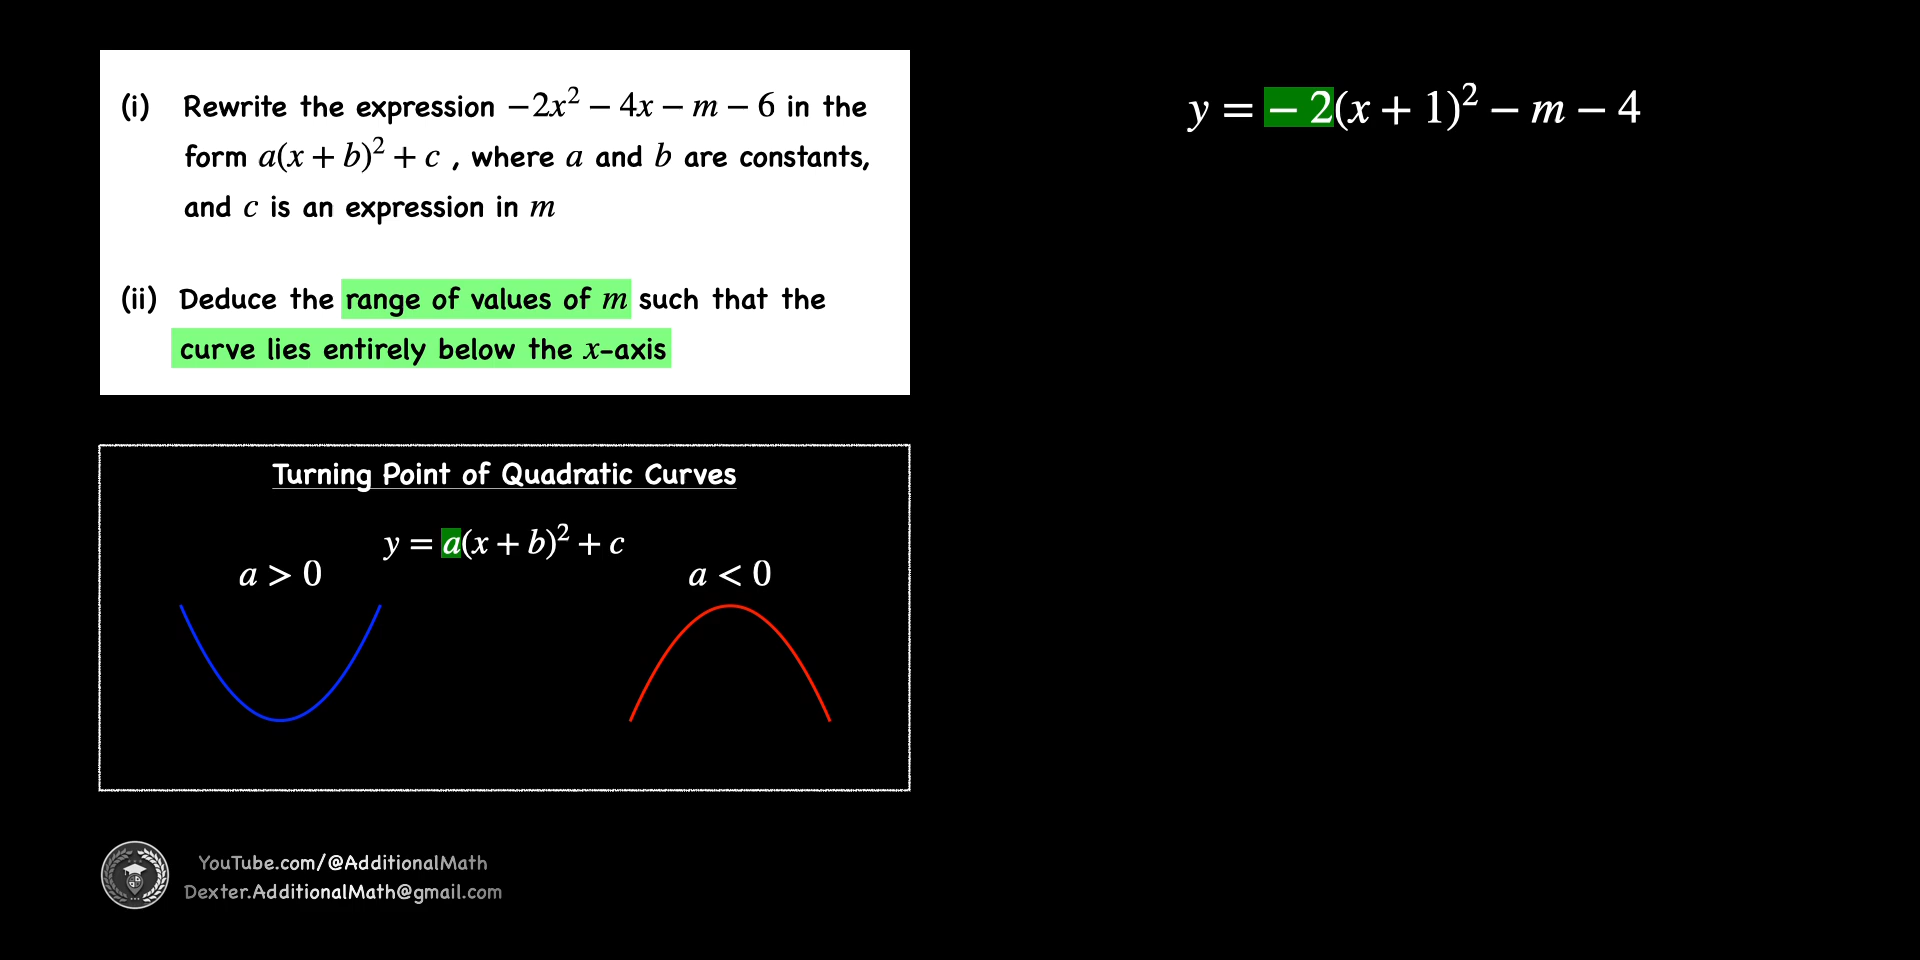 (i) Rewrite the expression −2x² − 4x − m − 6 in the
form a(x + b)² + c , where a and b are constants,
and c is an expression in m
(ii) Deduce the range of values of m such that the
curve lies entirely below the x-axis
y = − 2(x + 1)² − m − 4
Turning Point of Quadratic Curves
y = a(x + b)² + c
a > 0
a < 0
YouTube.com/@AdditionalMath
Dexter.AdditionalMath@gmail.com